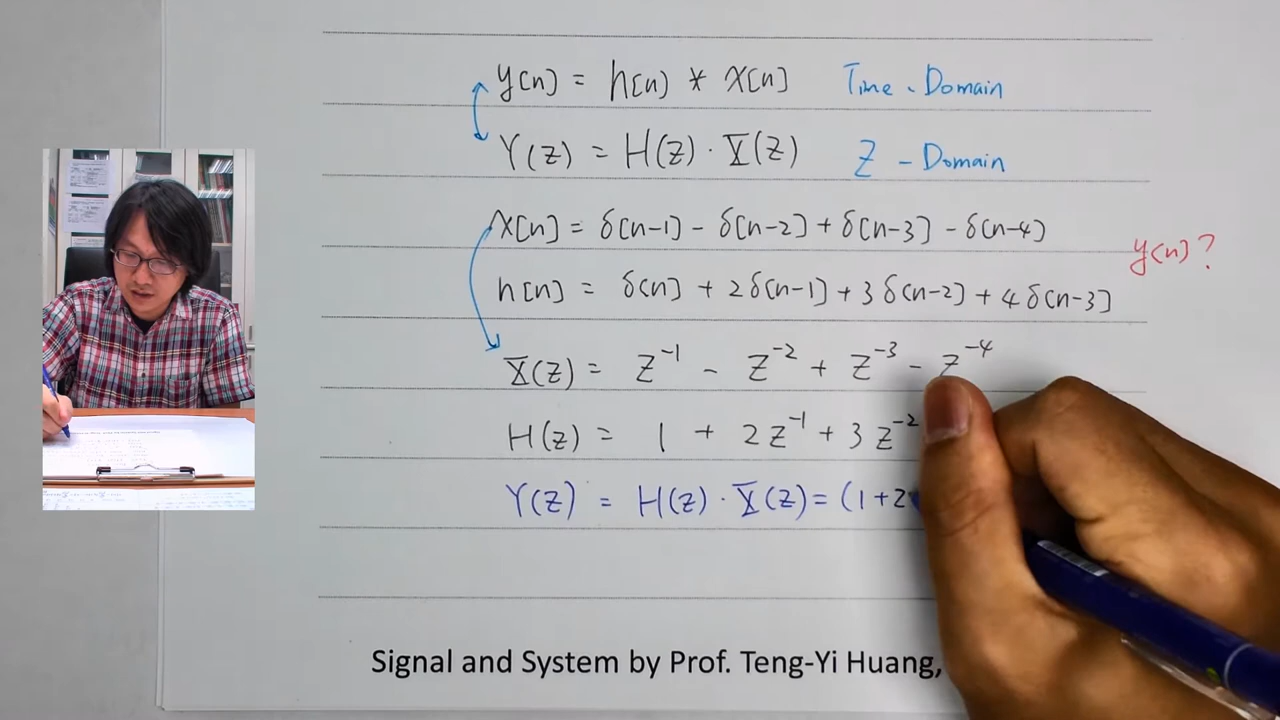 y[n] = h[n] * x[n] Time - Domain
Y(z) = H(z) · X(z) Z - Domain
x[n] = δ[n-1] - δ[n-2] + δ[n-3] - δ[n-4]
y[n] ?
h[n] = δ[n] + 2δ[n-1] + 3δ[n-2] + 4δ[n-3]
X(z) = z⁻¹ - z⁻² + z⁻³ - z⁻⁴
H(z) = 1 + 2z⁻¹ + 3z⁻²
Y(z) = H(z) · X(z) = (1+2
Signal and System by Prof. Teng-Yi Huang,